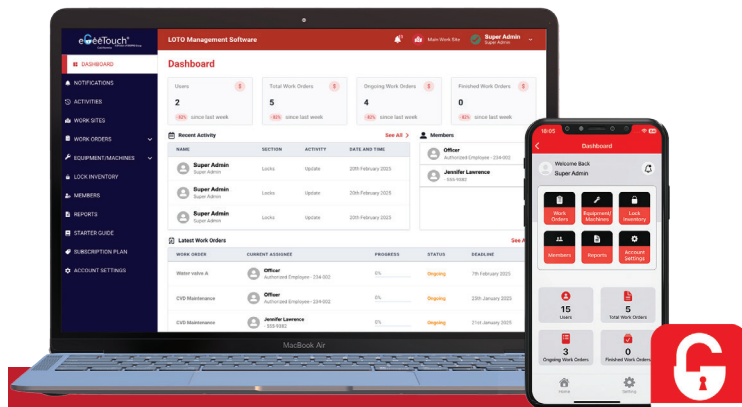 eGeeTouch®
LOTO Management Software
Main Work Site
Super Admin
Super Admin
DASHBOARD
NOTIFICATIONS
ACTIVITIES
WORK SITES
WORK ORDERS
EQUIPMENT/MACHINES
LOCK INVENTORY
MEMBERS
REPORTS
STARTER GUIDE
SUBSCRIPTION PLAN
ACCOUNT SETTINGS
Dashboard
Users
2
-92% since last week
Total Work Orders
5
-92% since last week
Ongoing Work Orders
4
-92% since last week
Finished Work Orders
0
-92% since last week
Recent Activity
See All >
NAME SECTION ACTIVITY DATE AND TIME
Super Admin
Super Admin
Locks Update 20th February 2025
Super Admin
Super Admin
Locks Update 20th February 2025
Super Admin
Super Admin
Locks Update 20th February 2025
Members
Officer
Authorized Employee - 234-002
Jennifer Lawrence
- 555-9382
Latest Work Orders
WORK ORDER CURRENT ASSIGNEE PROGRESS STATUS DEADLINE
Water valve A
Officer
Authorized Employee - 234-002
0% Ongoing 7th February 2025
CVD Maintenance
Officer
Authorized Employee - 234-002
0% Ongoing
CVD Maintenance
Jennifer Lawrence
- 555-9382
0% Ongoing 21st January 2025
MacBook Air
10:05
Dashboard
Welcome Back
Super Admin
Work
Orders
Equipment/
Machines
Lock
Inventory
Members
Reports
Account
Settings
15
Users
5
Total Work Orders
3
Ongoing Work Orders
0
Finished Work Orders
Home
Setting